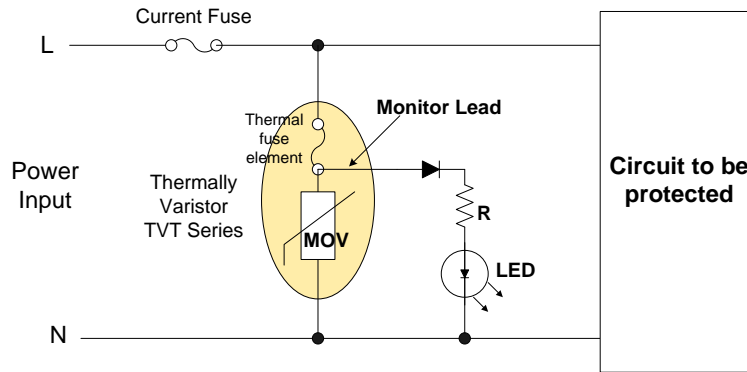 Current Fuse
L
Thermal
fuse
element
Monitor Lead
Power
Input
Thermally
Varistor
TVT Series
MOV
R
LED
Circuit to be
protected
N